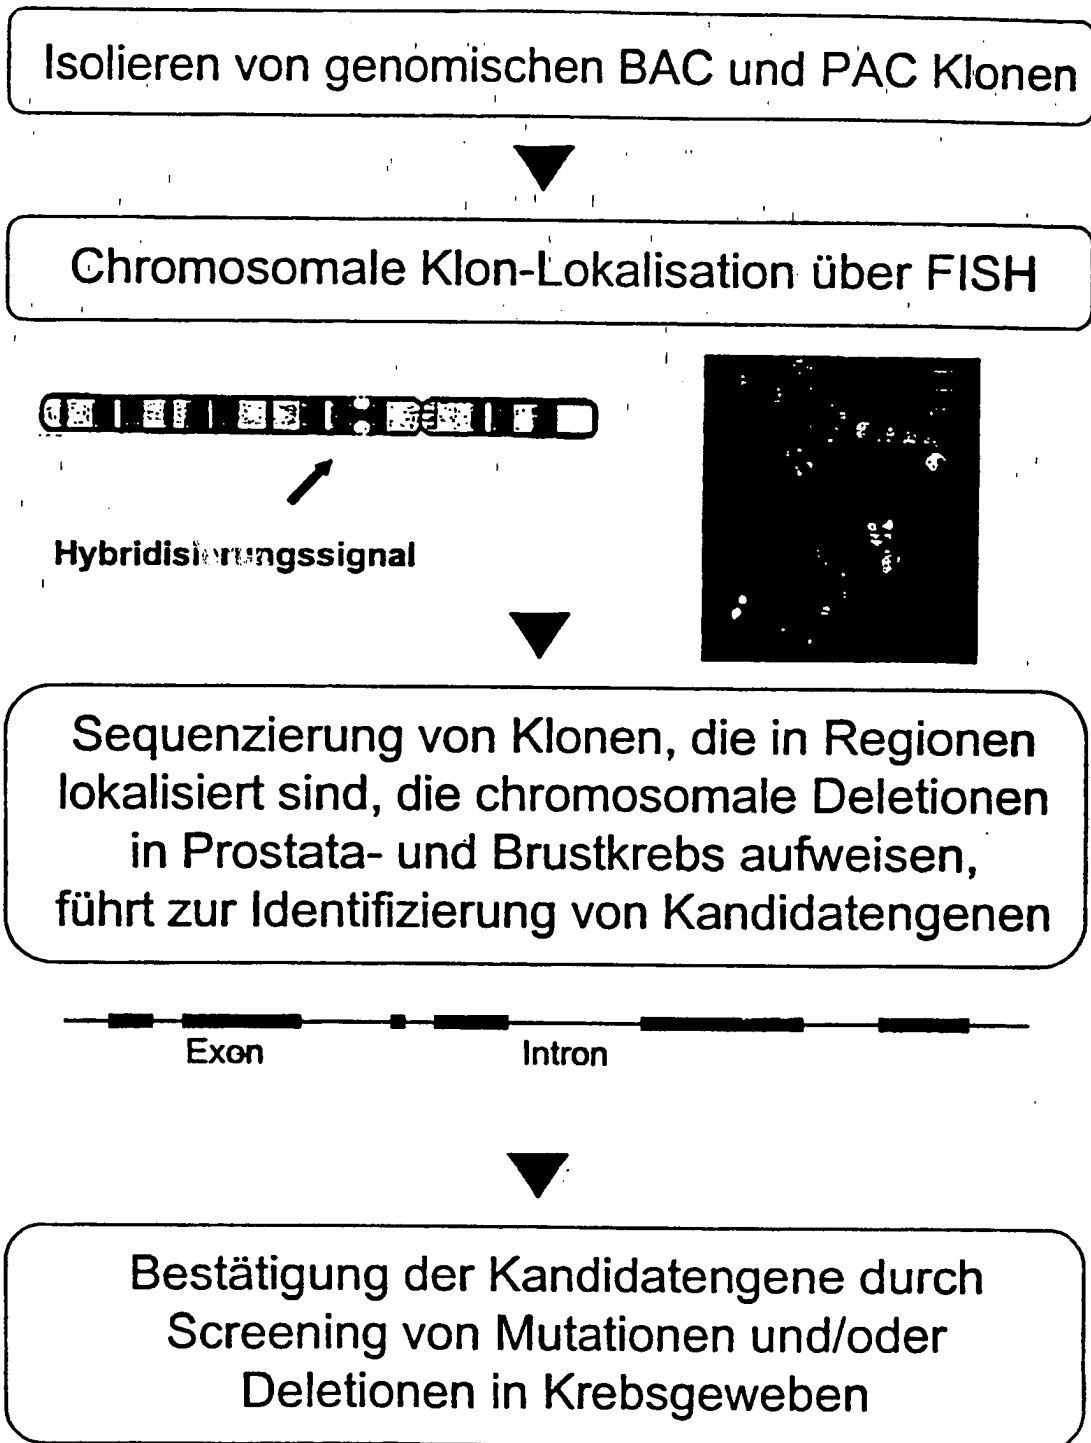 Isolieren von genomischen BAC und PAC Klonen
Chromosomale Klon-Lokalisation über FISH
Hybridisierungssignal
Sequenzierung von Klonen, die in Regionen
lokalisiert sind, die chromosomale Deletionen
in Prostata- und Brustkrebs aufweisen,
führt zur Identifizierung von Kandidatengenen
Exon
Intron
Bestätigung der Kandidatengene durch
Screening von Mutationen und/oder
Deletionen in Krebsgeweben